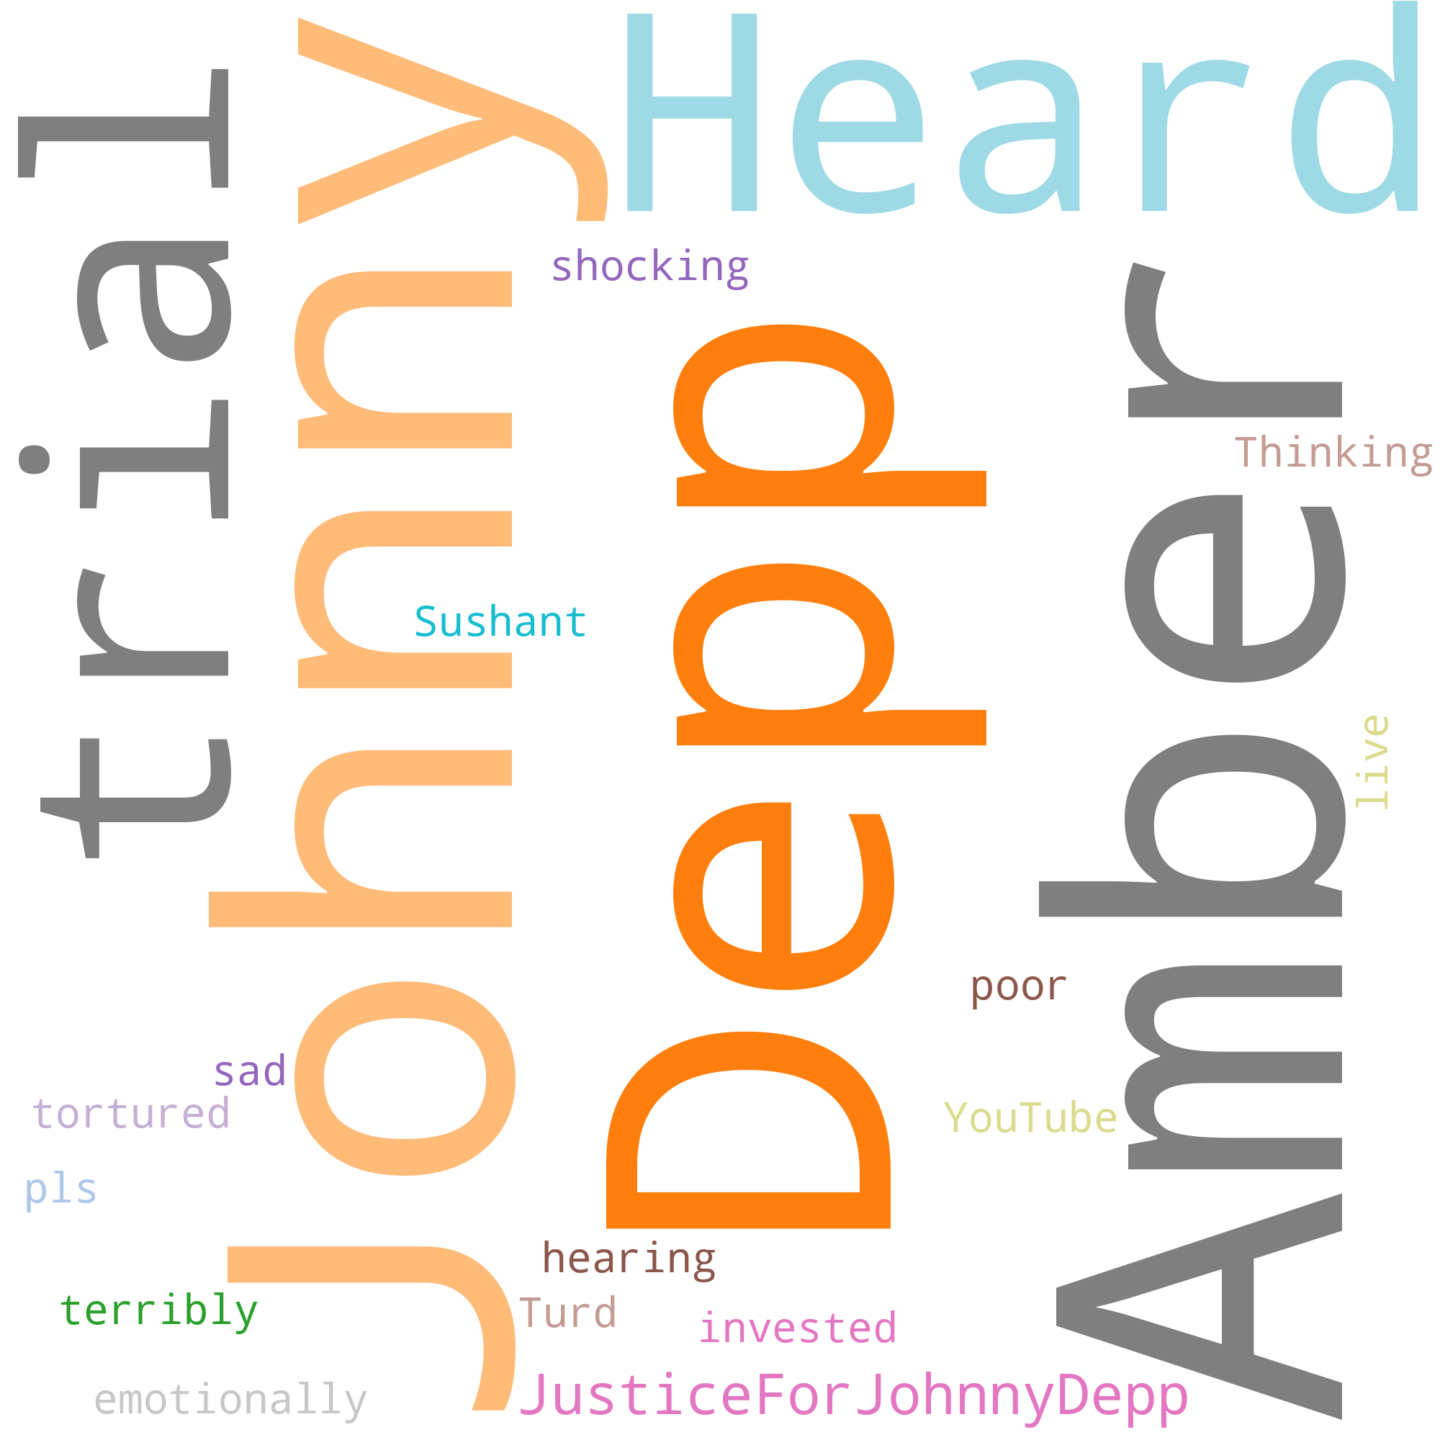 trial
Johnny
Heard
shocking
Depp
Amber
Thinking
Sushant
live
poor
sad
tortured
YouTube
pls
hearing
terribly
Turd
invested
emotionally
JusticeForJohnnyDepp